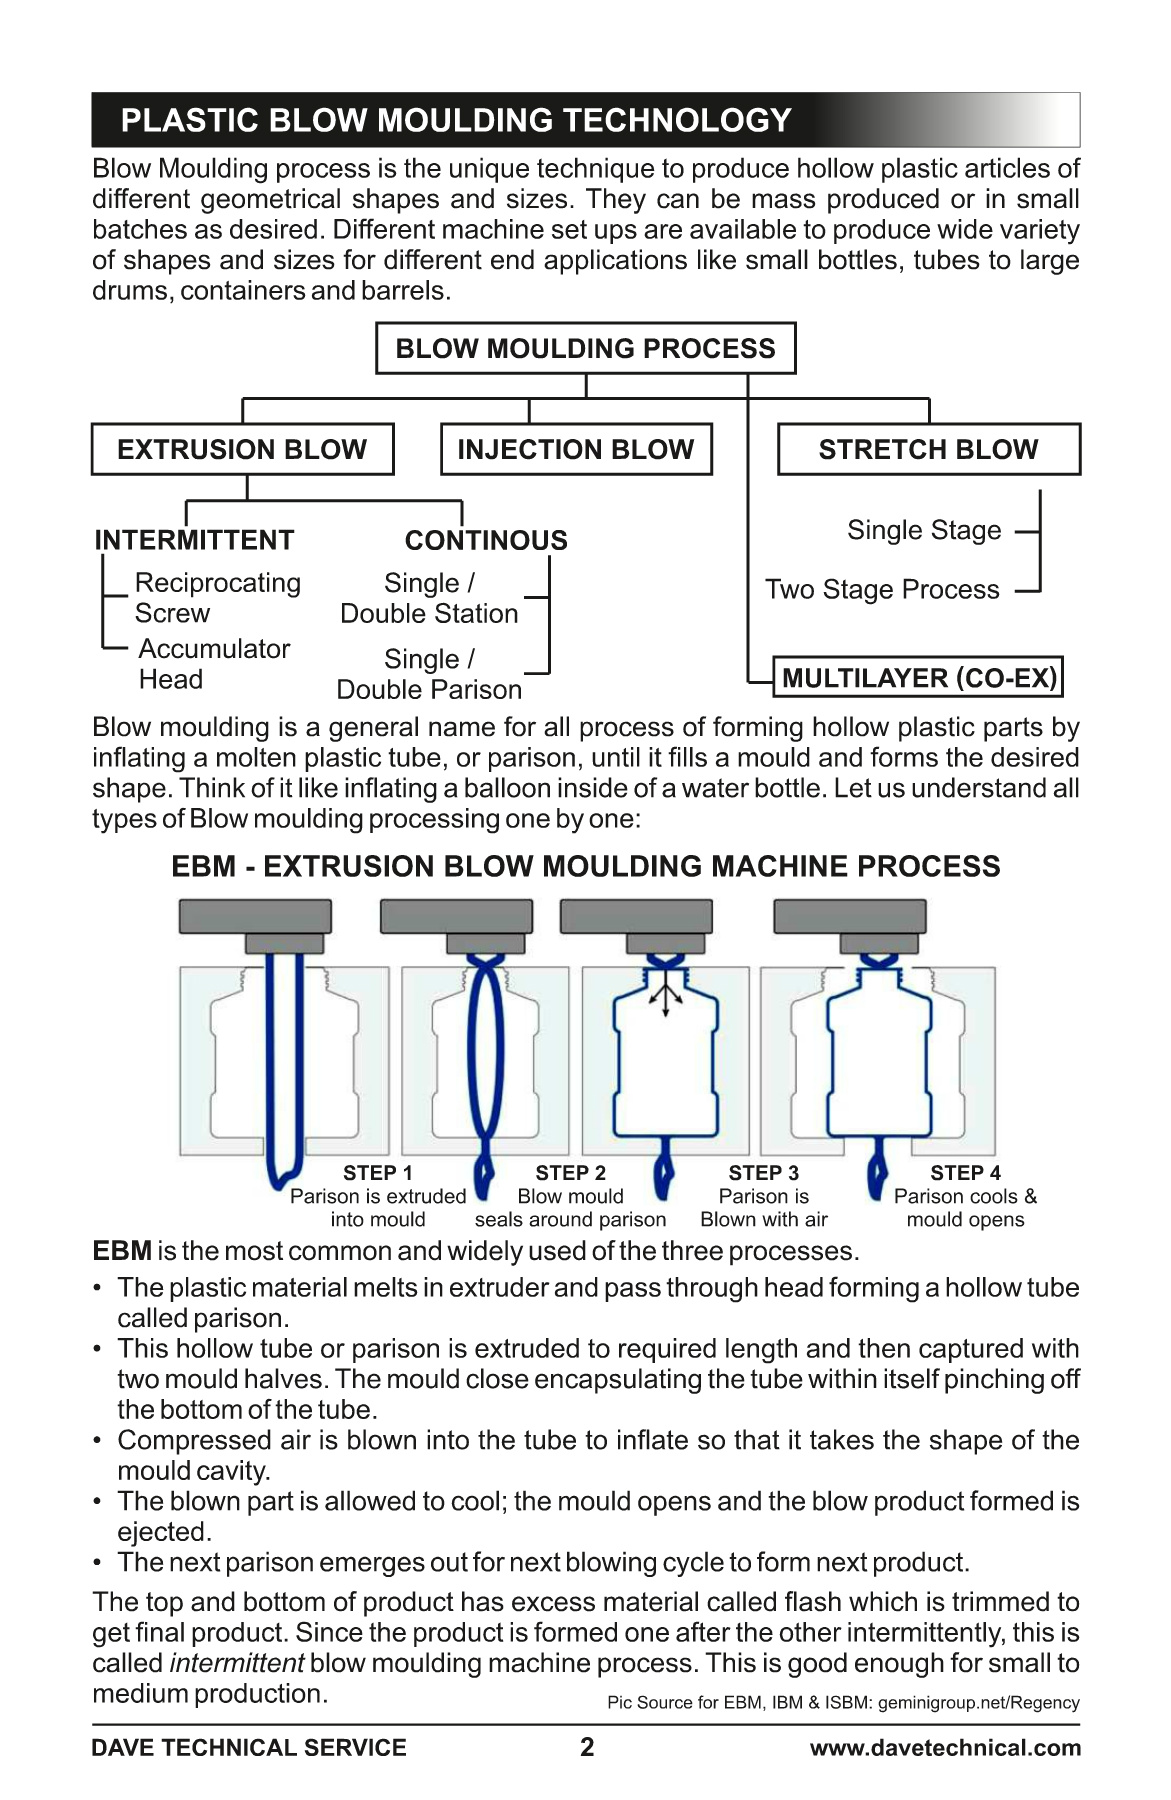 PLASTIC BLOW MOULDING TECHNOLOGY
Blow Moulding process is the unique technique to produce hollow plastic articles of
different geometrical shapes and sizes. They can be mass produced or in small
batches as desired. Different machine set ups are available to produce wide variety
of shapes and sizes for different end applications like small bottles, tubes to large
drums, containers and barrels.
BLOW MOULDING PROCESS
EXTRUSION BLOW
INJECTION BLOW
STRETCH BLOW
INTERMITTENT
Reciprocating
Screw
Accumulator
Head
CONTINOUS
Single /
Double Station
Single /
Double Parison
Single Stage
Two Stage Process
MULTILAYER (CO-EX)
Blow moulding is a general name for all process of forming hollow plastic parts by
inflating a molten plastic tube, or parison, until it fills a mould and forms the desired
shape. Think of it like inflating a balloon inside of a water bottle. Let us understand all
types of Blow moulding processing one by one:
EBM - EXTRUSION BLOW MOULDING MACHINE PROCESS
STEP 1
Parison is extruded
into mould
STEP 2
Blow mould
seals around parison
STEP 3
Parison is
Blown with air
STEP 4
Parison cools &
mould opens
EBM is the most common and widely used of the three processes.
• The plastic material melts in extruder and pass through head forming a hollow tube
called parison.
• This hollow tube or parison is extruded to required length and then captured with
two mould halves. The mould close encapsulating the tube within itself pinching off
the bottom of the tube.
• Compressed air is blown into the tube to inflate so that it takes the shape of the
mould cavity.
• The blown part is allowed to cool; the mould opens and the blow product formed is
ejected.
• The next parison emerges out for next blowing cycle to form next product.
The top and bottom of product has excess material called flash which is trimmed to
get final product. Since the product is formed one after the other intermittently, this is
called intermittent blow moulding machine process. This is good enough for small to
medium production.
Pic Source for EBM, IBM & ISBM: geminigroup.net/Regency
DAVE TECHNICAL SERVICE
2
www.davetechnical.com